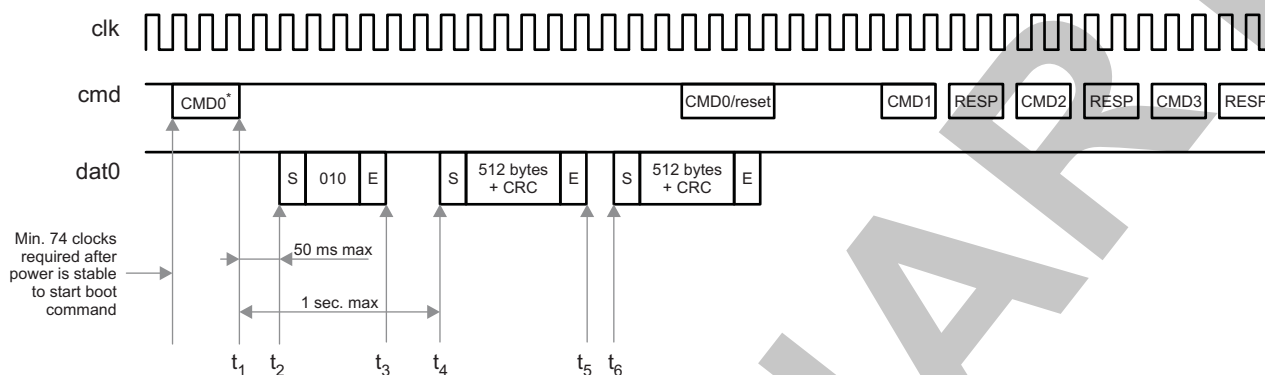 clk
cmd
CMD0*
CMD0/reset
CMD1
RESP
CMD2
RESP
CMD3
RESP
dat0
S
010
E
S
512 bytes
+ CRC
E
S
512 bytes
+ CRC
E
Min. 74 clocks
required after
power is stable
to start boot
command
50 ms max
1 sec. max
t1
t2
t3
t4
t5
t6